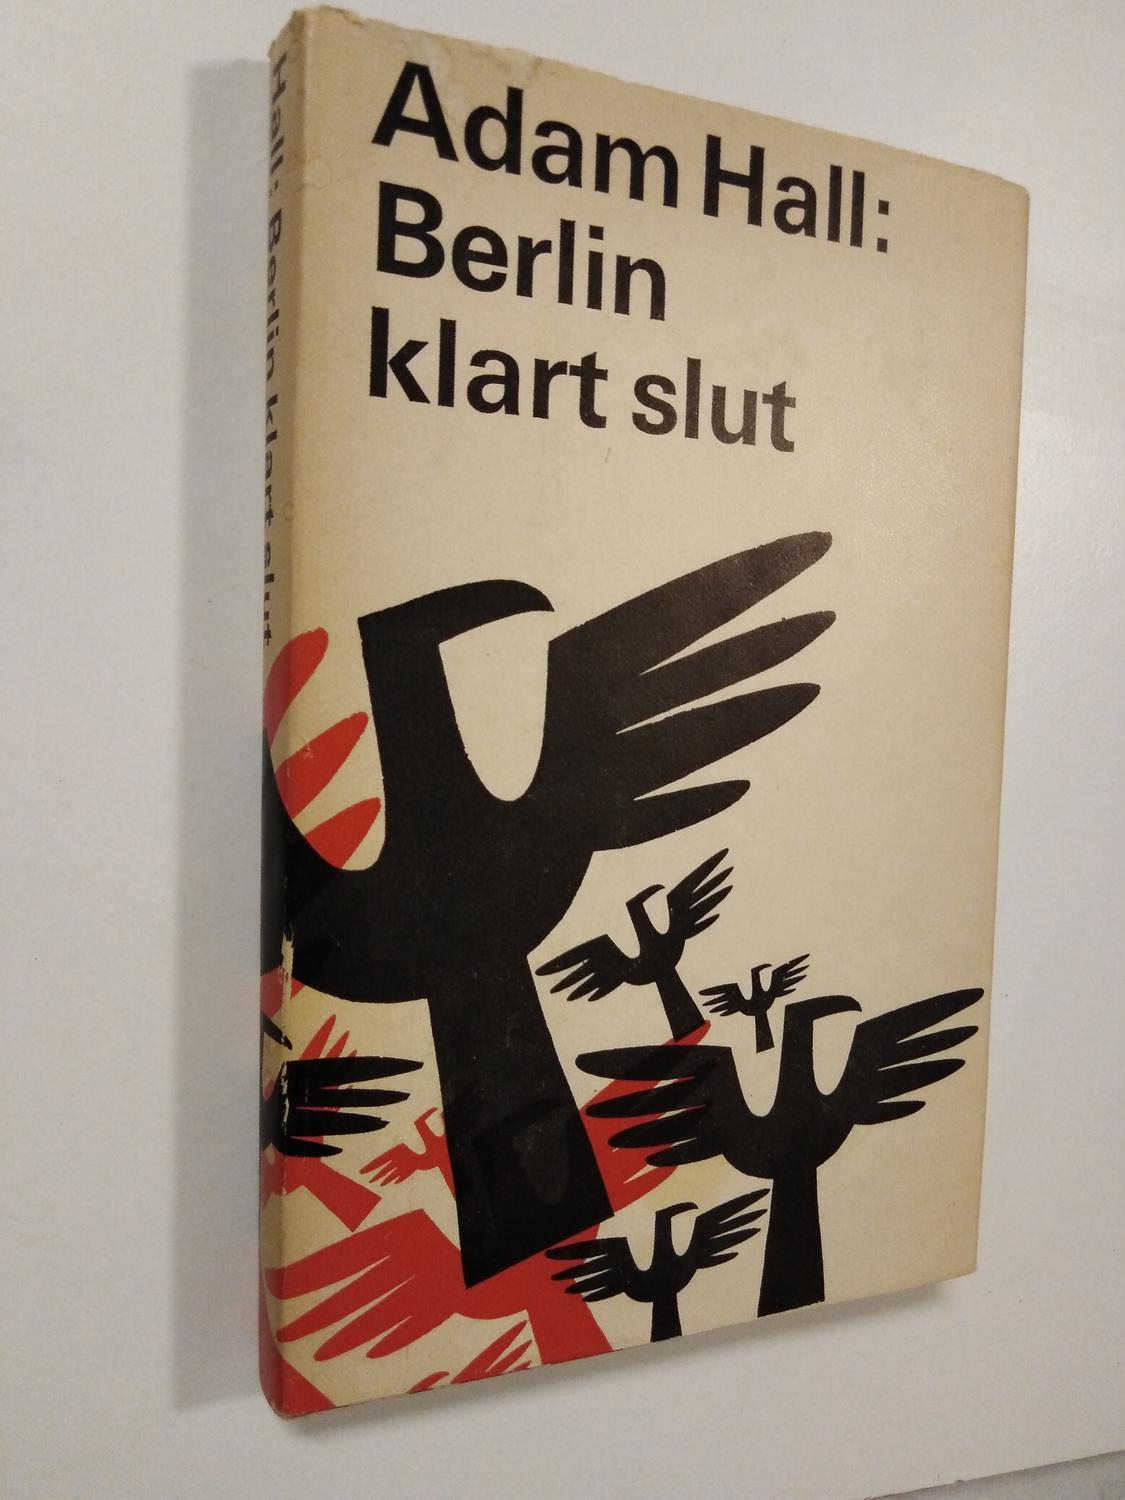 Adam Hall:
Berlin
klart slut
Hall: Berlin klart slut